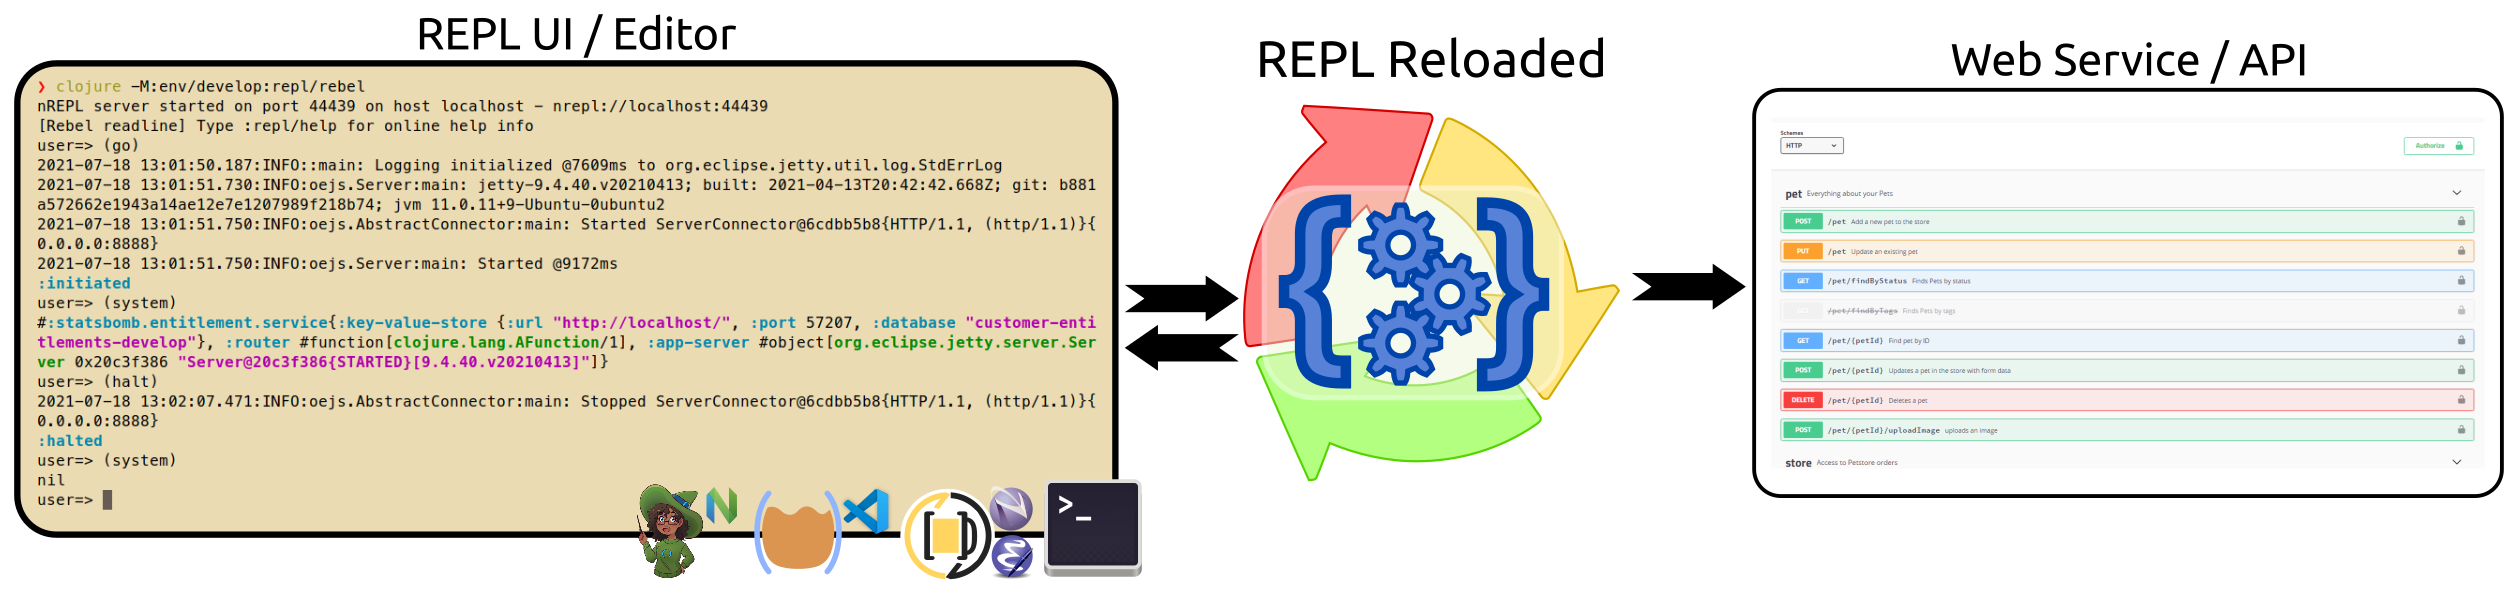 REPL UI / Editor
❯ clojure -M:env/develop:repl/rebel
nREPL server started on port 44439 on host localhost - nrepl://localhost:44439
[Rebel readline] Type :repl/help for online help info
user=> (go)
2021-07-18 13:01:50.187:INFO::main: Logging initialized @7609ms to org.eclipse.jetty.util.log.StdErrLog
2021-07-18 13:01:51.730:INFO:oejs.Server:main: jetty-9.4.40.v20210413; built: 2021-04-13T20:42:42.668Z; git: b881
a572662e1943a14ae12e7e1207989f218b74; jvm 11.0.11+9-Ubuntu-0ubuntu2
2021-07-18 13:01:51.750:INFO:oejs.AbstractConnector:main: Started ServerConnector@6cdbb5b8{HTTP/1.1, (http/1.1)}{
0.0.0.0:8888}
2021-07-18 13:01:51.750:INFO:oejs.Server:main: Started @9172ms
:initiated
user=> (system)
#:statsbomb.entitlement.service{:key-value-store {:url "http://localhost/", :port 57207, :database "customer-enti
tlements-develop"}, :router #function[clojure.lang.AFunction/1], :app-server #object[org.eclipse.jetty.server.Ser
ver 0x20c3f386 "Server@20c3f386{STARTED}[9.4.40.v20210413]"]}
user=> (halt)
2021-07-18 13:02:07.471:INFO:oejs.AbstractConnector:main: Stopped ServerConnector@6cdbb5b8{HTTP/1.1, (http/1.1)}{
0.0.0.0:8888}
:halted
user=> (system)
nil
user=>
>_
REPL Reloaded
Web Service / API
Schemes
HTTP
Authorize
pet Everything about your Pets
POST /pet Add a new pet to the store
PUT /pet Update an existing pet
GET /pet/findByStatus Finds Pets by status
/pet/findByTags Finds Pets by tags
GET /pet/{petId} Find pet by ID
POST /pet/{petId} Updates a pet in the store with form data
DELETE /pet/{petId} Deletes a pet
POST /pet/{petId}/uploadImage uploads an image
store Access to Petstore orders